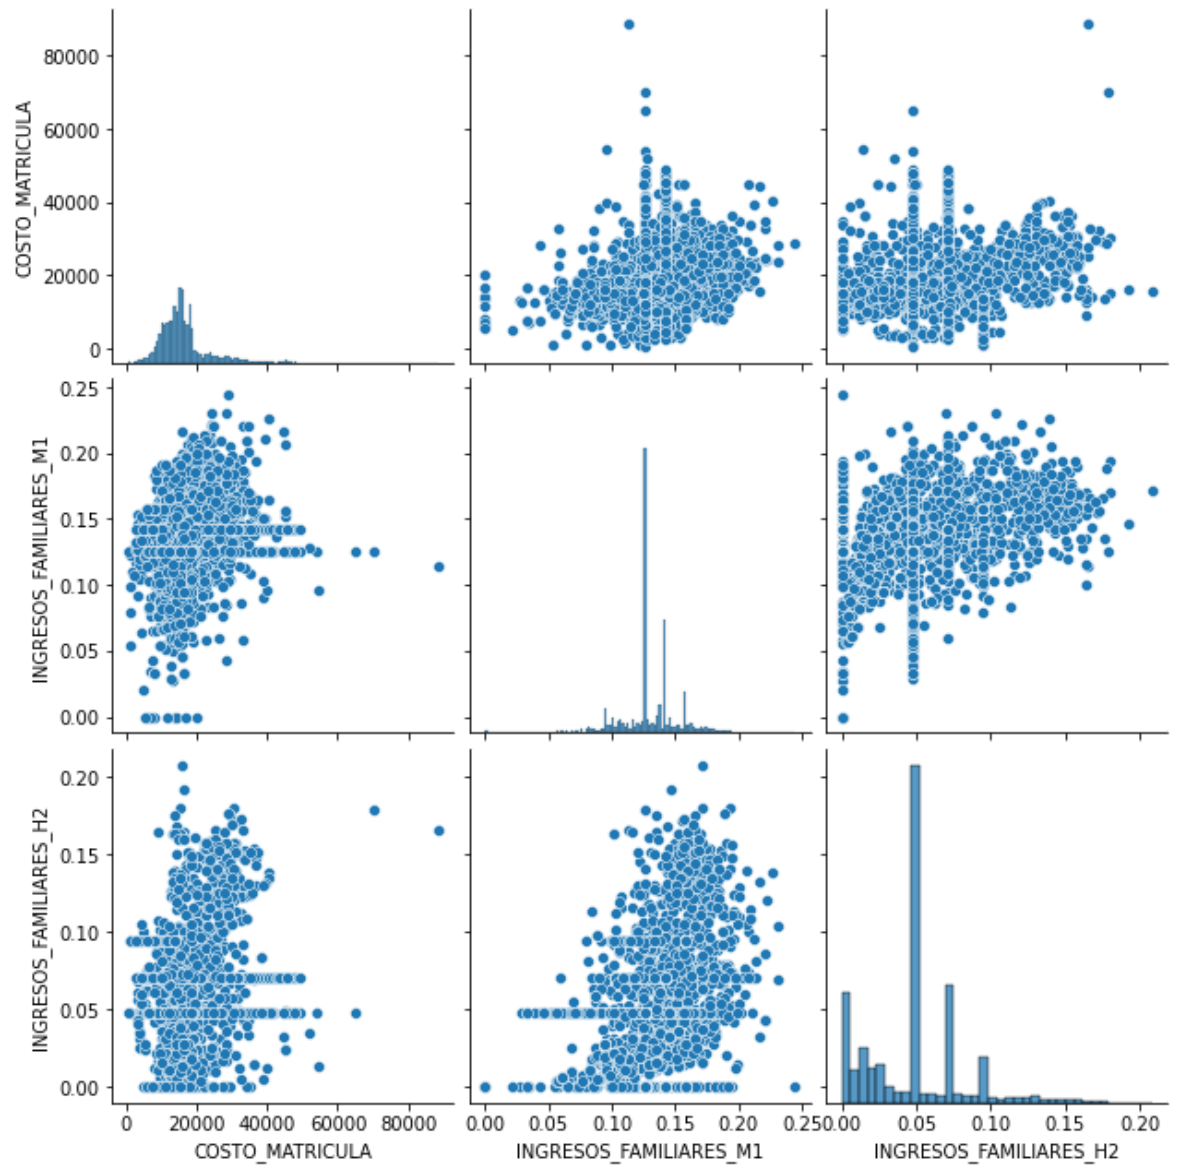 COSTO_MATRICULA
80000
60000
40000
20000
0
INGRESOS_FAMILIARES_M1
0.25
0.20
0.15
0.10
0.05
0.00
INGRESOS_FAMILIARES_H2
0.20
0.15
0.10
0.05
0.00
0 20000 40000 60000 80000
COSTO_MATRICULA
0.00 0.05 0.10 0.15 0.20 0.25
INGRESOS_FAMILIARES_M1
0.00 0.05 0.10 0.15 0.20
INGRESOS_FAMILIARES_H2